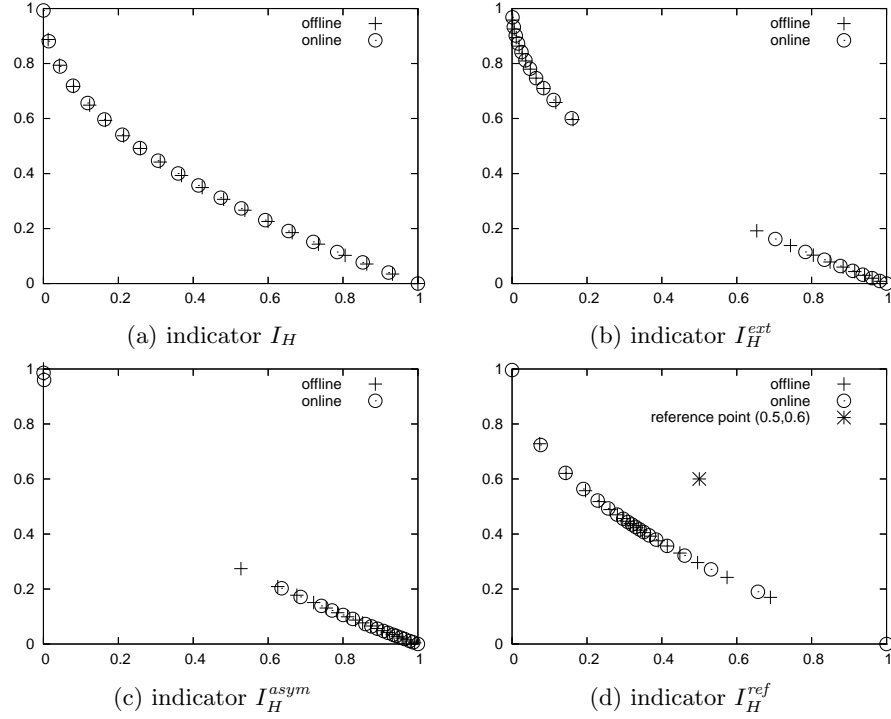 1
0.8
0.6
0.4
0.2
0
0 0.2 0.4 0.6 0.8 1
offline
online
(a) indicator I_H
1
0.8
0.6
0.4
0.2
0
0 0.2 0.4 0.6 0.8 1
offline
online
(b) indicator I_H^{ext}
1
0.8
0.6
0.4
0.2
0
0 0.2 0.4 0.6 0.8 1
offline
online
(c) indicator I_H^{asym}
1
0.8
0.6
0.4
0.2
0
0 0.2 0.4 0.6 0.8 1
offline
online
reference point (0.5,0.6)
(d) indicator I_H^{ref}